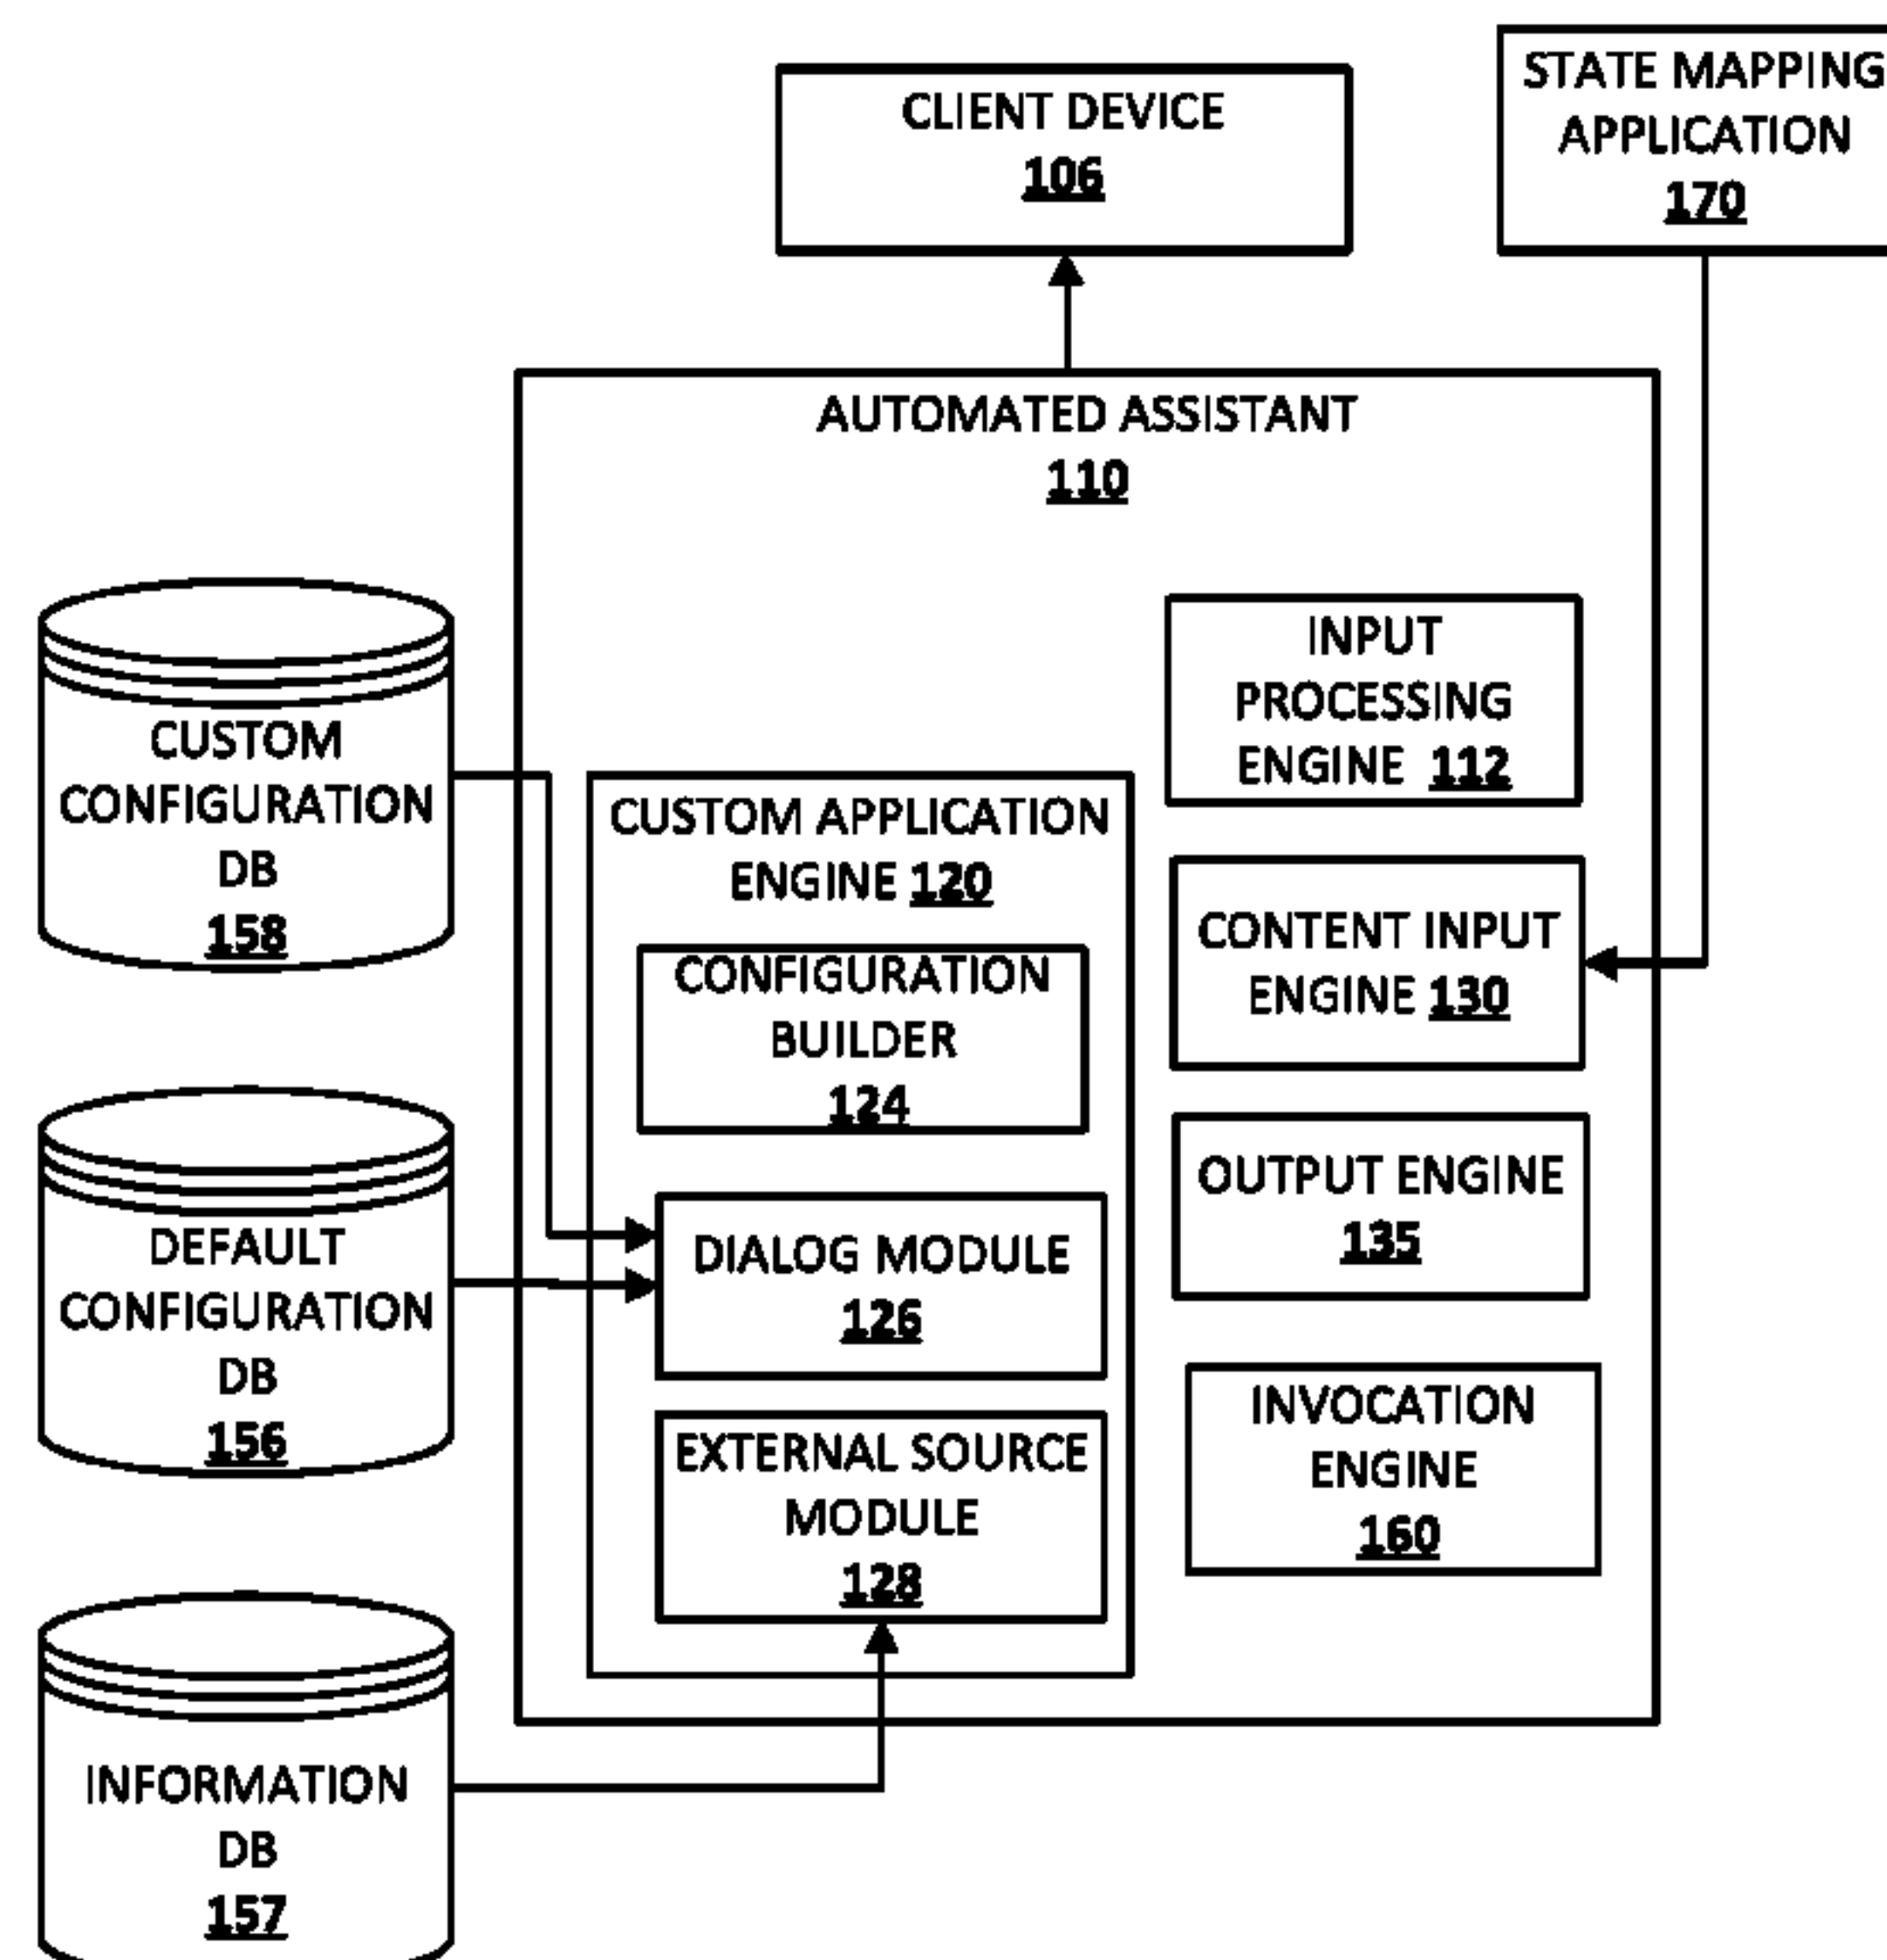 CLIENT DEVICE
106
STATE MAPPING
APPLICATION
170
AUTOMATED ASSISTANT
110
CUSTOM
CONFIGURATION
DB
158
DEFAULT
CONFIGURATION
DB
156
INFORMATION
DB
157
CUSTOM APPLICATION
ENGINE 120
CONFIGURATION
BUILDER
124
DIALOG MODULE
126
EXTERNAL SOURCE
MODULE
128
INPUT
PROCESSING
ENGINE 112
CONTENT INPUT
ENGINE 130
OUTPUT ENGINE
135
INVOCATION
ENGINE
160